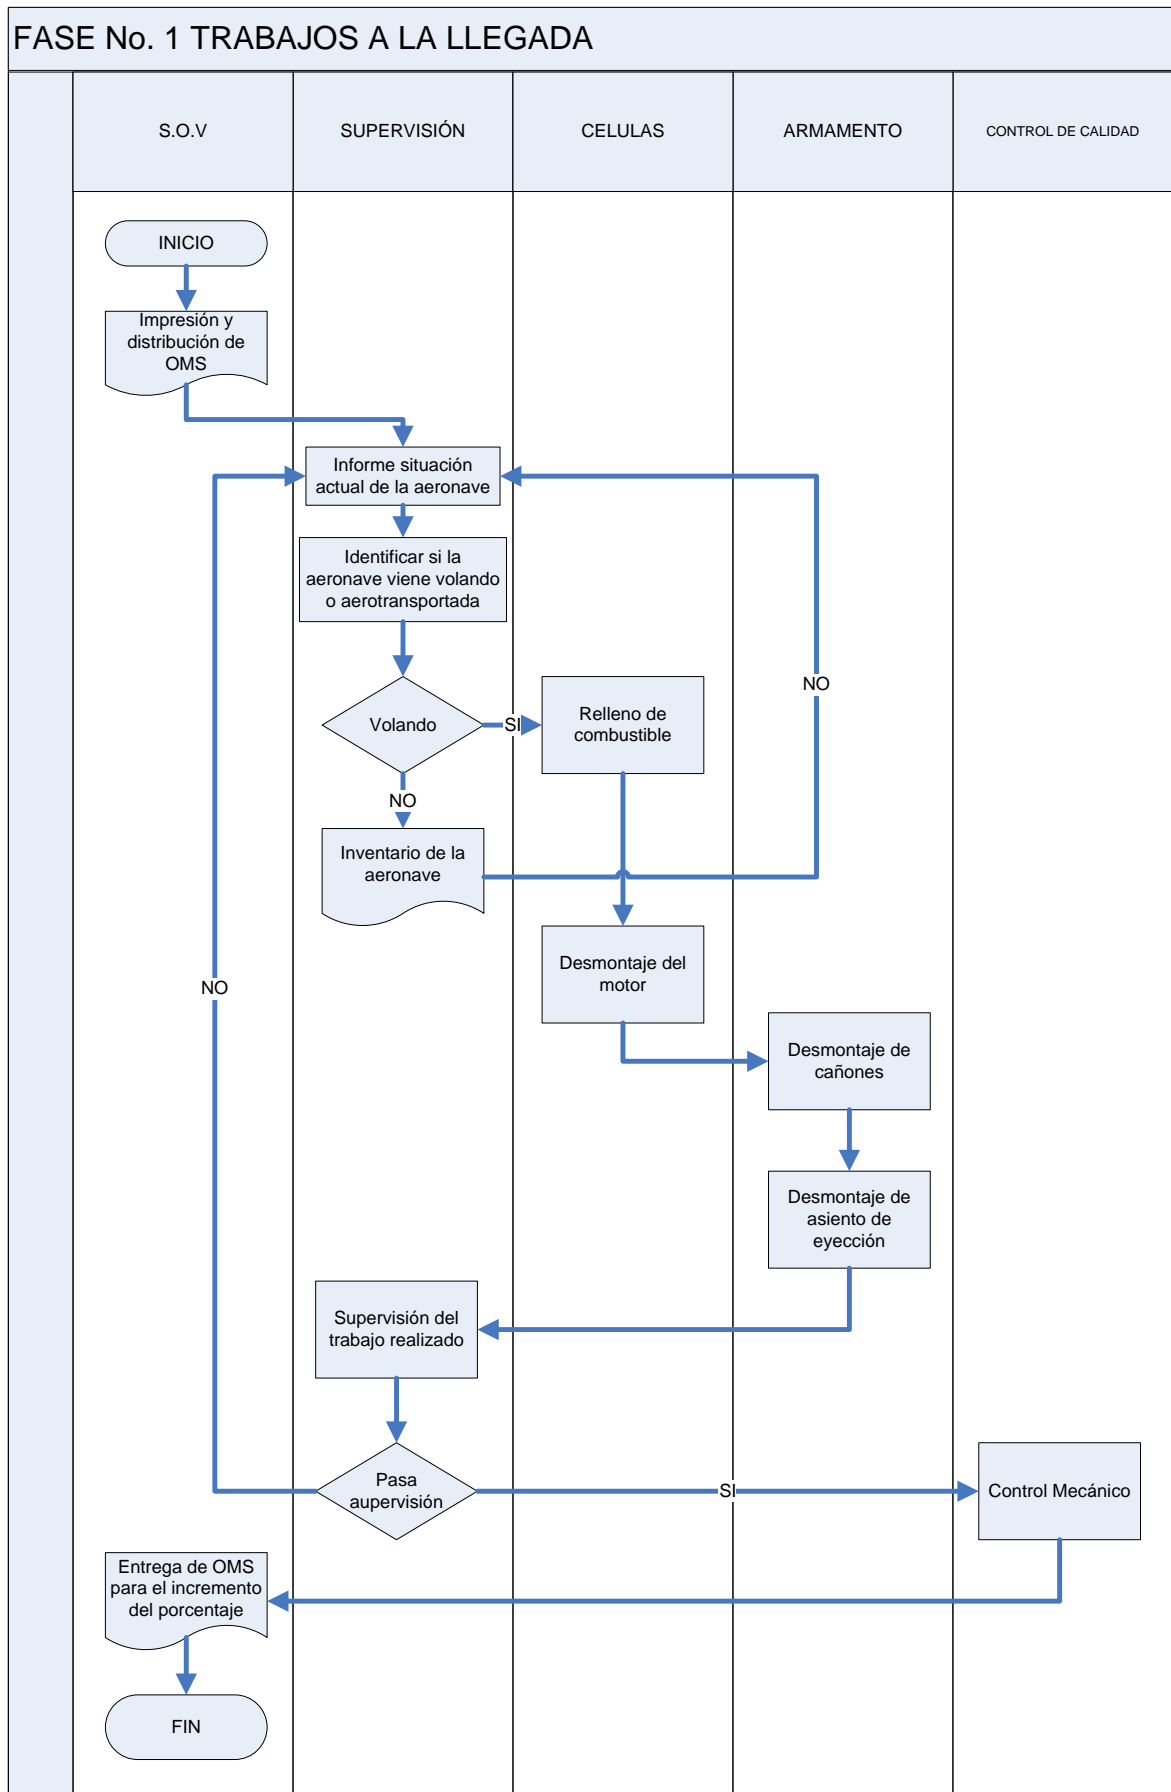 FASE No. 1 TRABAJOS A LA LLEGADA
S.O.V
SUPERVISIÓN
CELULAS
ARMAMENTO
CONTROL DE CALIDAD
INICIO
Impresión y
distribución de
OMS
Informe situación
actual de la aeronave
Identificar si la
aeronave viene volando
o aerotransportada
Volando
SI
Relleno de
combustible
NO
NO
Inventario de la
aeronave
Desmontaje del
motor
NO
Desmontaje de
cañones
Desmontaje de
asiento de
eyección
Supervisión del
trabajo realizado
Pasa
aupervisión
SI
Control Mecánico
Entrega de OMS
para el incremento
del porcentaje
FIN